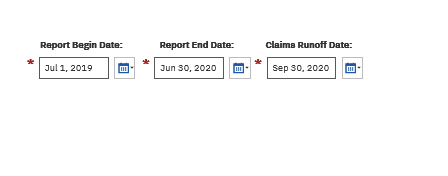 Report Begin Date: Report End Date: Claims Runoff Date:
* Jul 1, 2019 * Jun 30, 2020 * Sep 30, 2020